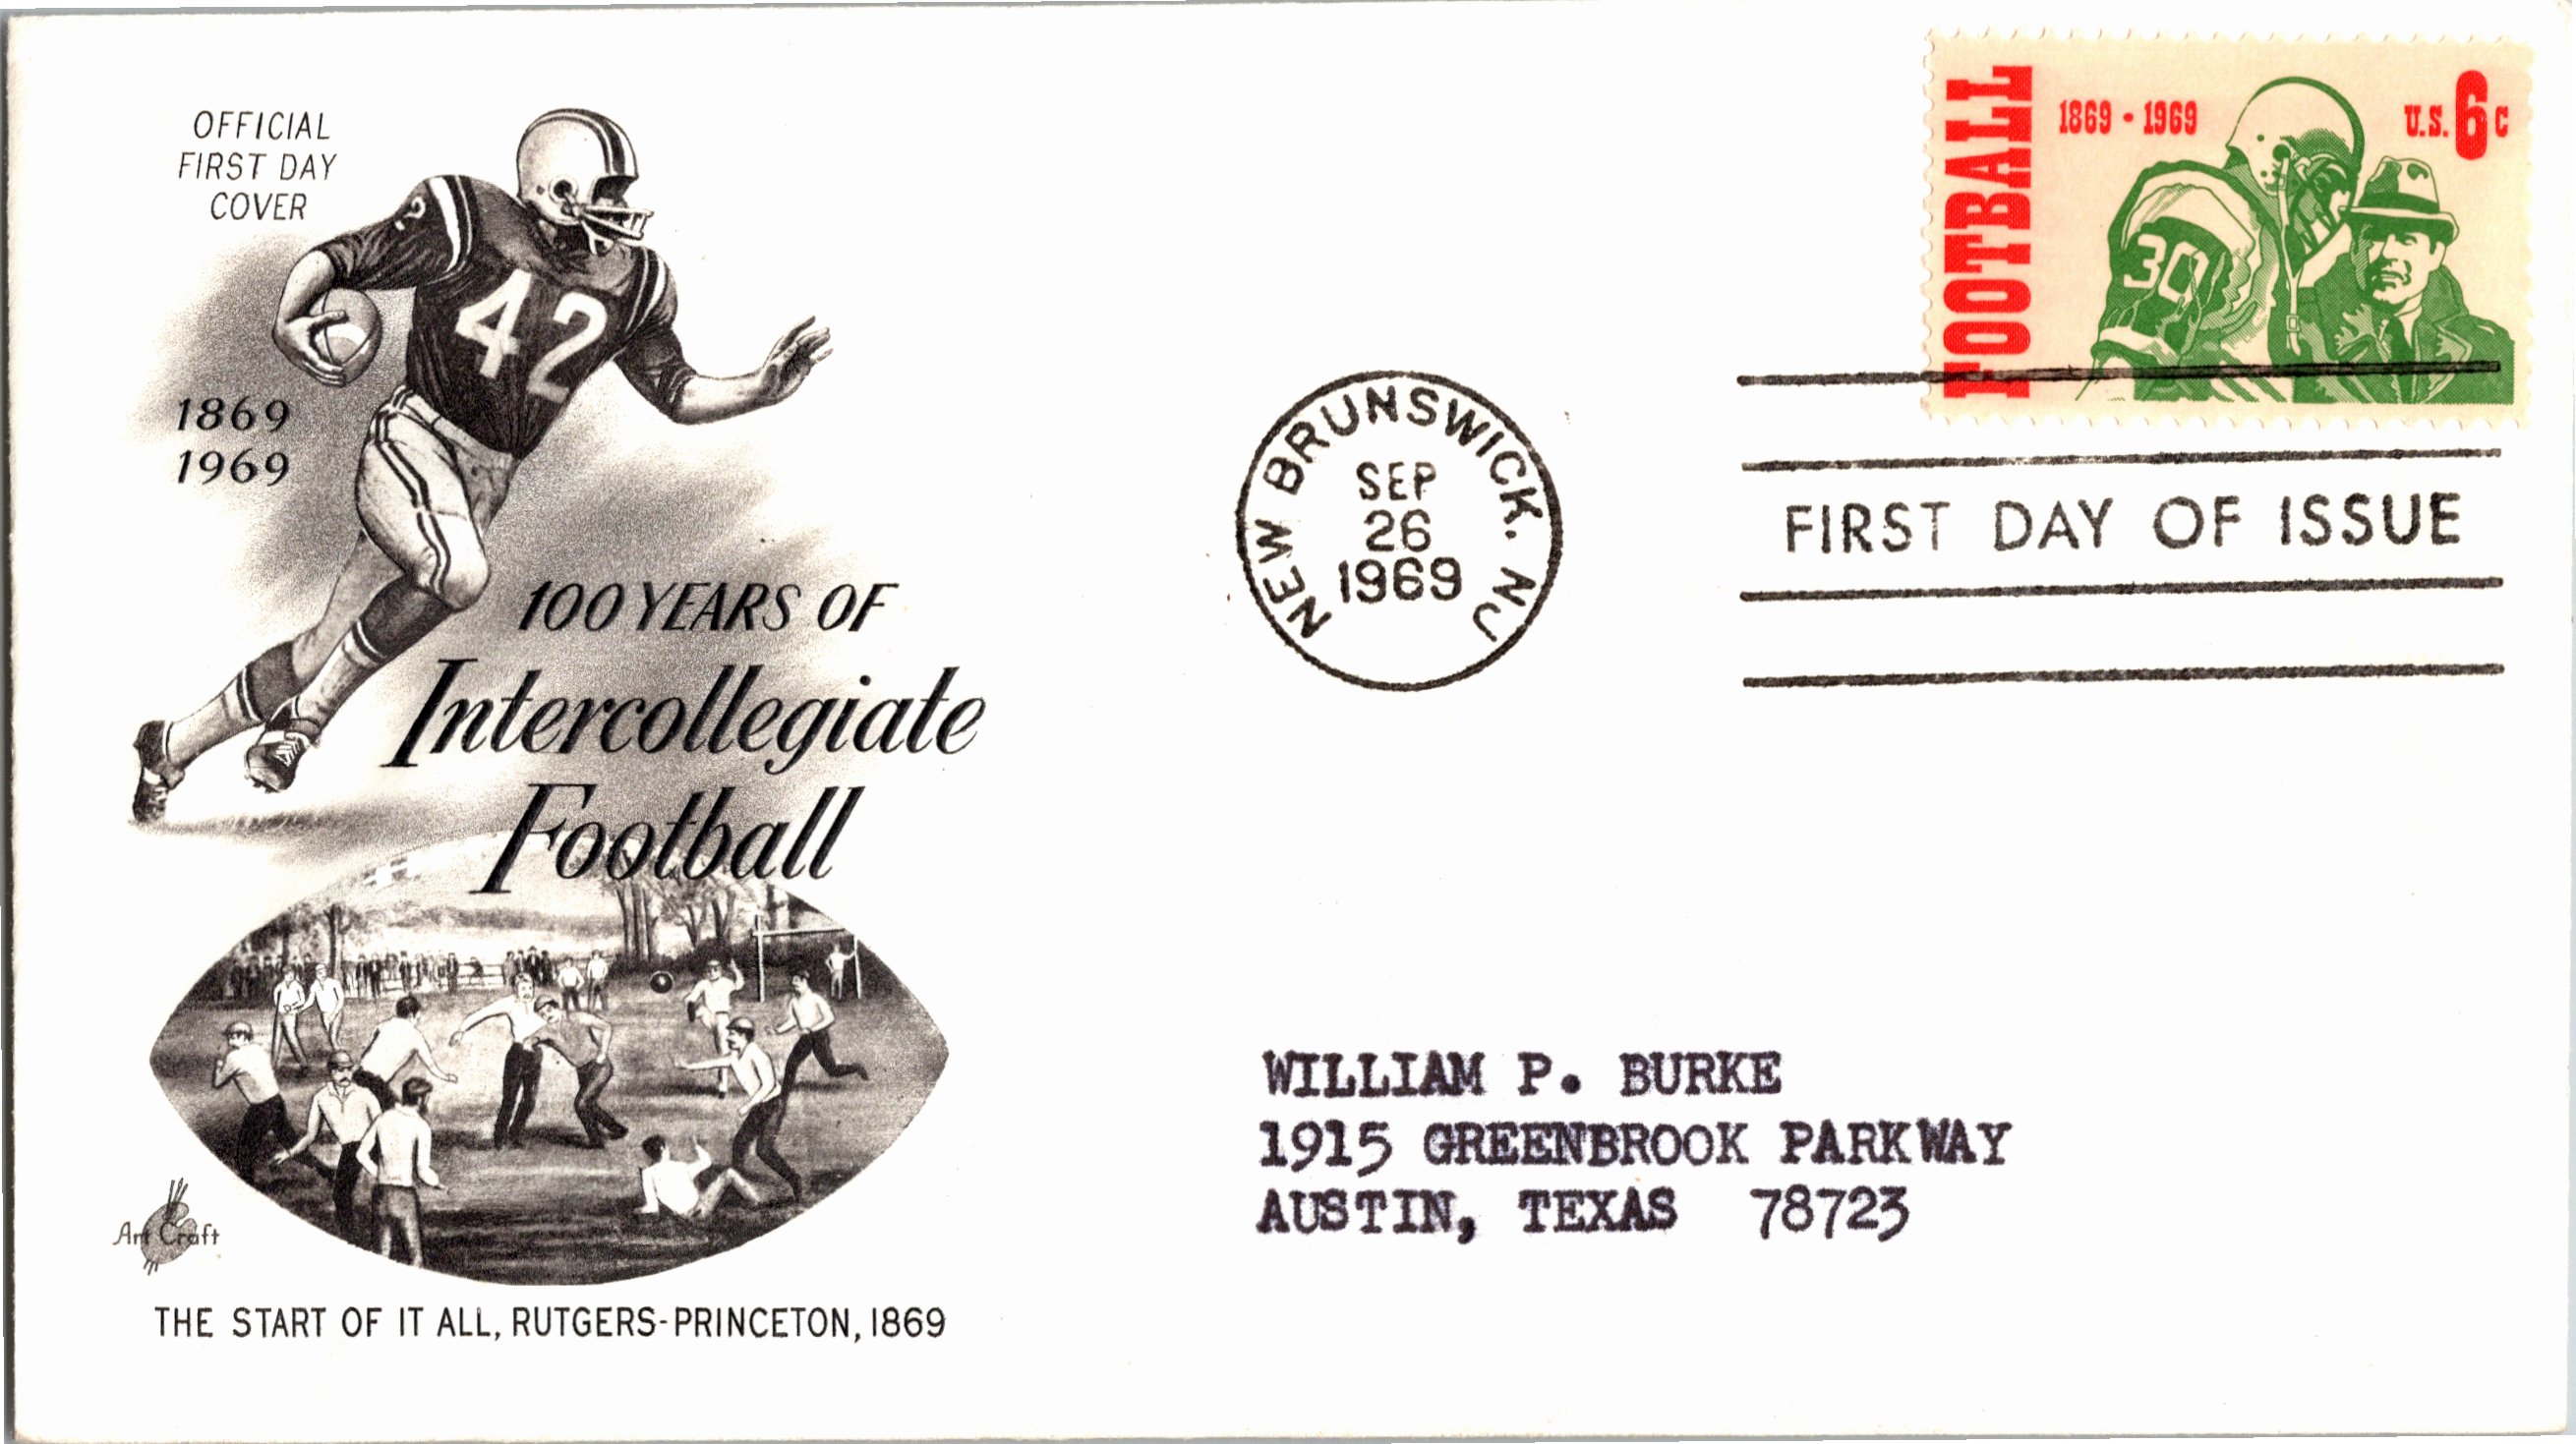 OFFICIAL
FIRST DAY
COVER
42
1869
1969
100 YEARS OF
Intercollegiate
Football
Art Craft
THE START OF IT ALL, RUTGERS-PRINCETON, 1869
NEW BRUNSWICK. NJ
SEP
26
1969
FOOTBALL
1869 • 1969
U.S. 6c
30
FIRST DAY OF ISSUE
WILLIAM P. BURKE
1915 GREENBROOK PARKWAY
AUSTIN, TEXAS 78723